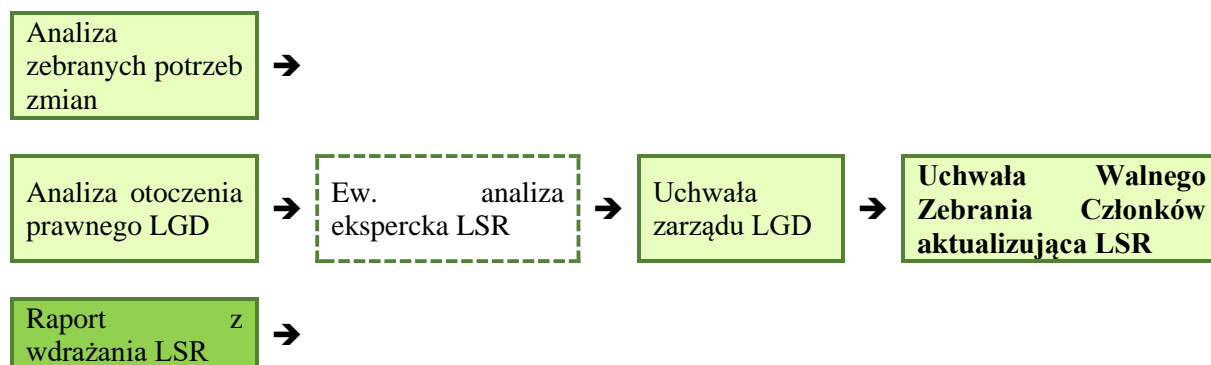 Analiza
zebranych potrzeb
zmian
➔
Analiza otoczenia
prawnego LGD
➔
Ew. analiza
ekspercka LSR
➔
Uchwała
zarządu LGD
➔
Uchwała Walnego
Zebrania Członków
aktualizująca LSR
Raport z
wdrażania LSR
➔